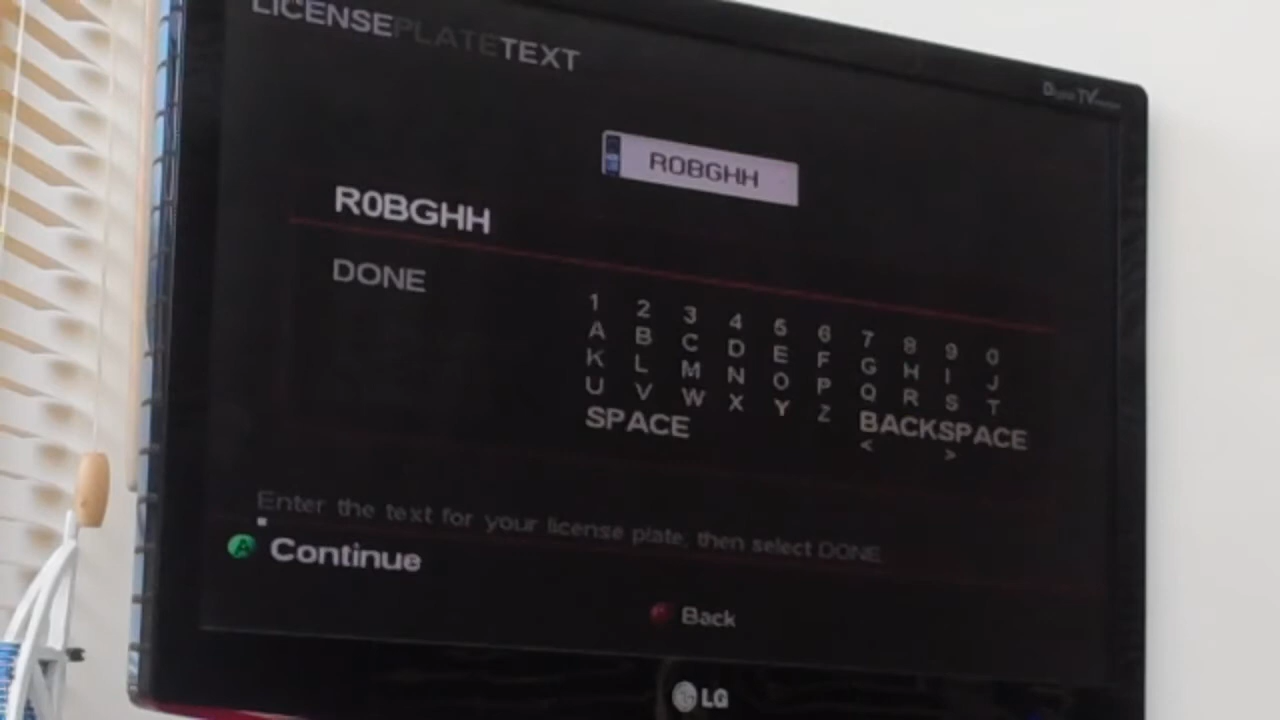 LICENSEPLATETEXT
R0BGHH
R0BGHH
DONE
1 2 3 4 5 6 7 8 9 0
A B C D E F G H I J
K L M N O P Q R S T
U V W X Y Z
SPACE BACKSPACE
< >
Enter the text for your license plate, then select DONE.
A Continue
Back
LG